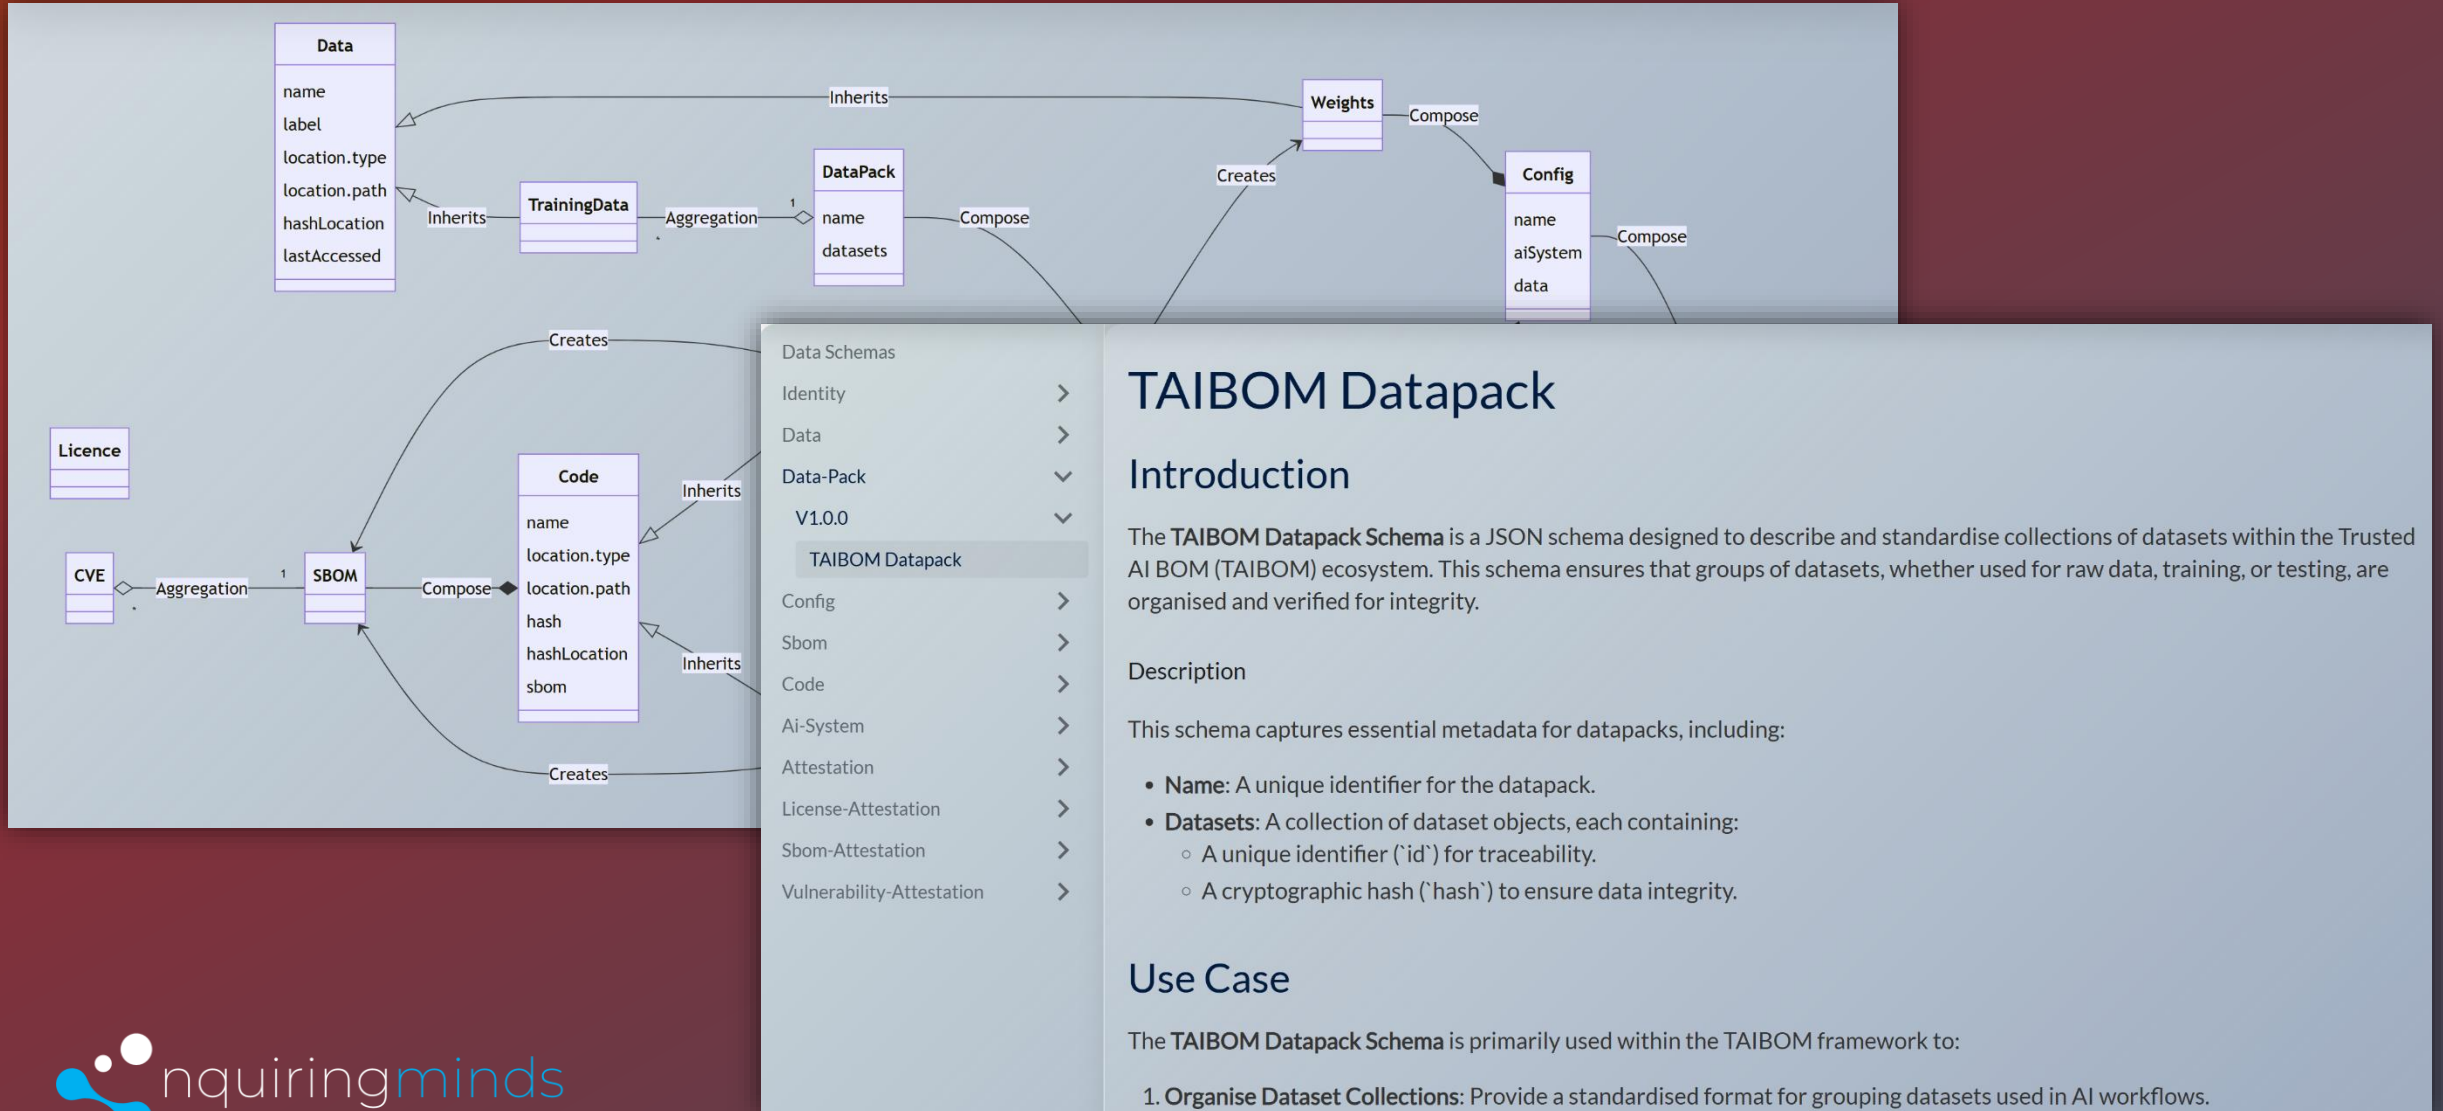 Data
name
label
location.type
location.path
hashLocation
lastAccessed
Inherits
Weights
Compose
Creates
Config
name
aiSystem
data
Compose
Inherits
TrainingData
Aggregation
1
*
DataPack
name
datasets
Compose
Creates
Licence
CVE
Aggregation
1
*
SBOM
Compose
Code
name
location.type
location.path
hash
hashLocation
sbom
Inherits
Inherits
Creates
Data Schemas
Identity
Data
Data-Pack
V1.0.0
TAIBOM Datapack
Config
Sbom
Code
Ai-System
Attestation
License-Attestation
Sbom-Attestation
Vulnerability-Attestation
TAIBOM Datapack
Introduction
The TAIBOM Datapack Schema is a JSON schema designed to describe and standardise collections of datasets within the Trusted
AI BOM (TAIBOM) ecosystem. This schema ensures that groups of datasets, whether used for raw data, training, or testing, are
organised and verified for integrity.
Description
This schema captures essential metadata for datapacks, including:
• Name: A unique identifier for the datapack.
• Datasets: A collection of dataset objects, each containing:
◦ A unique identifier (`id`) for traceability.
◦ A cryptographic hash (`hash`) to ensure data integrity.
Use Case
The TAIBOM Datapack Schema is primarily used within the TAIBOM framework to:
1. Organise Dataset Collections: Provide a standardised format for grouping datasets used in AI workflows.
nquiringminds